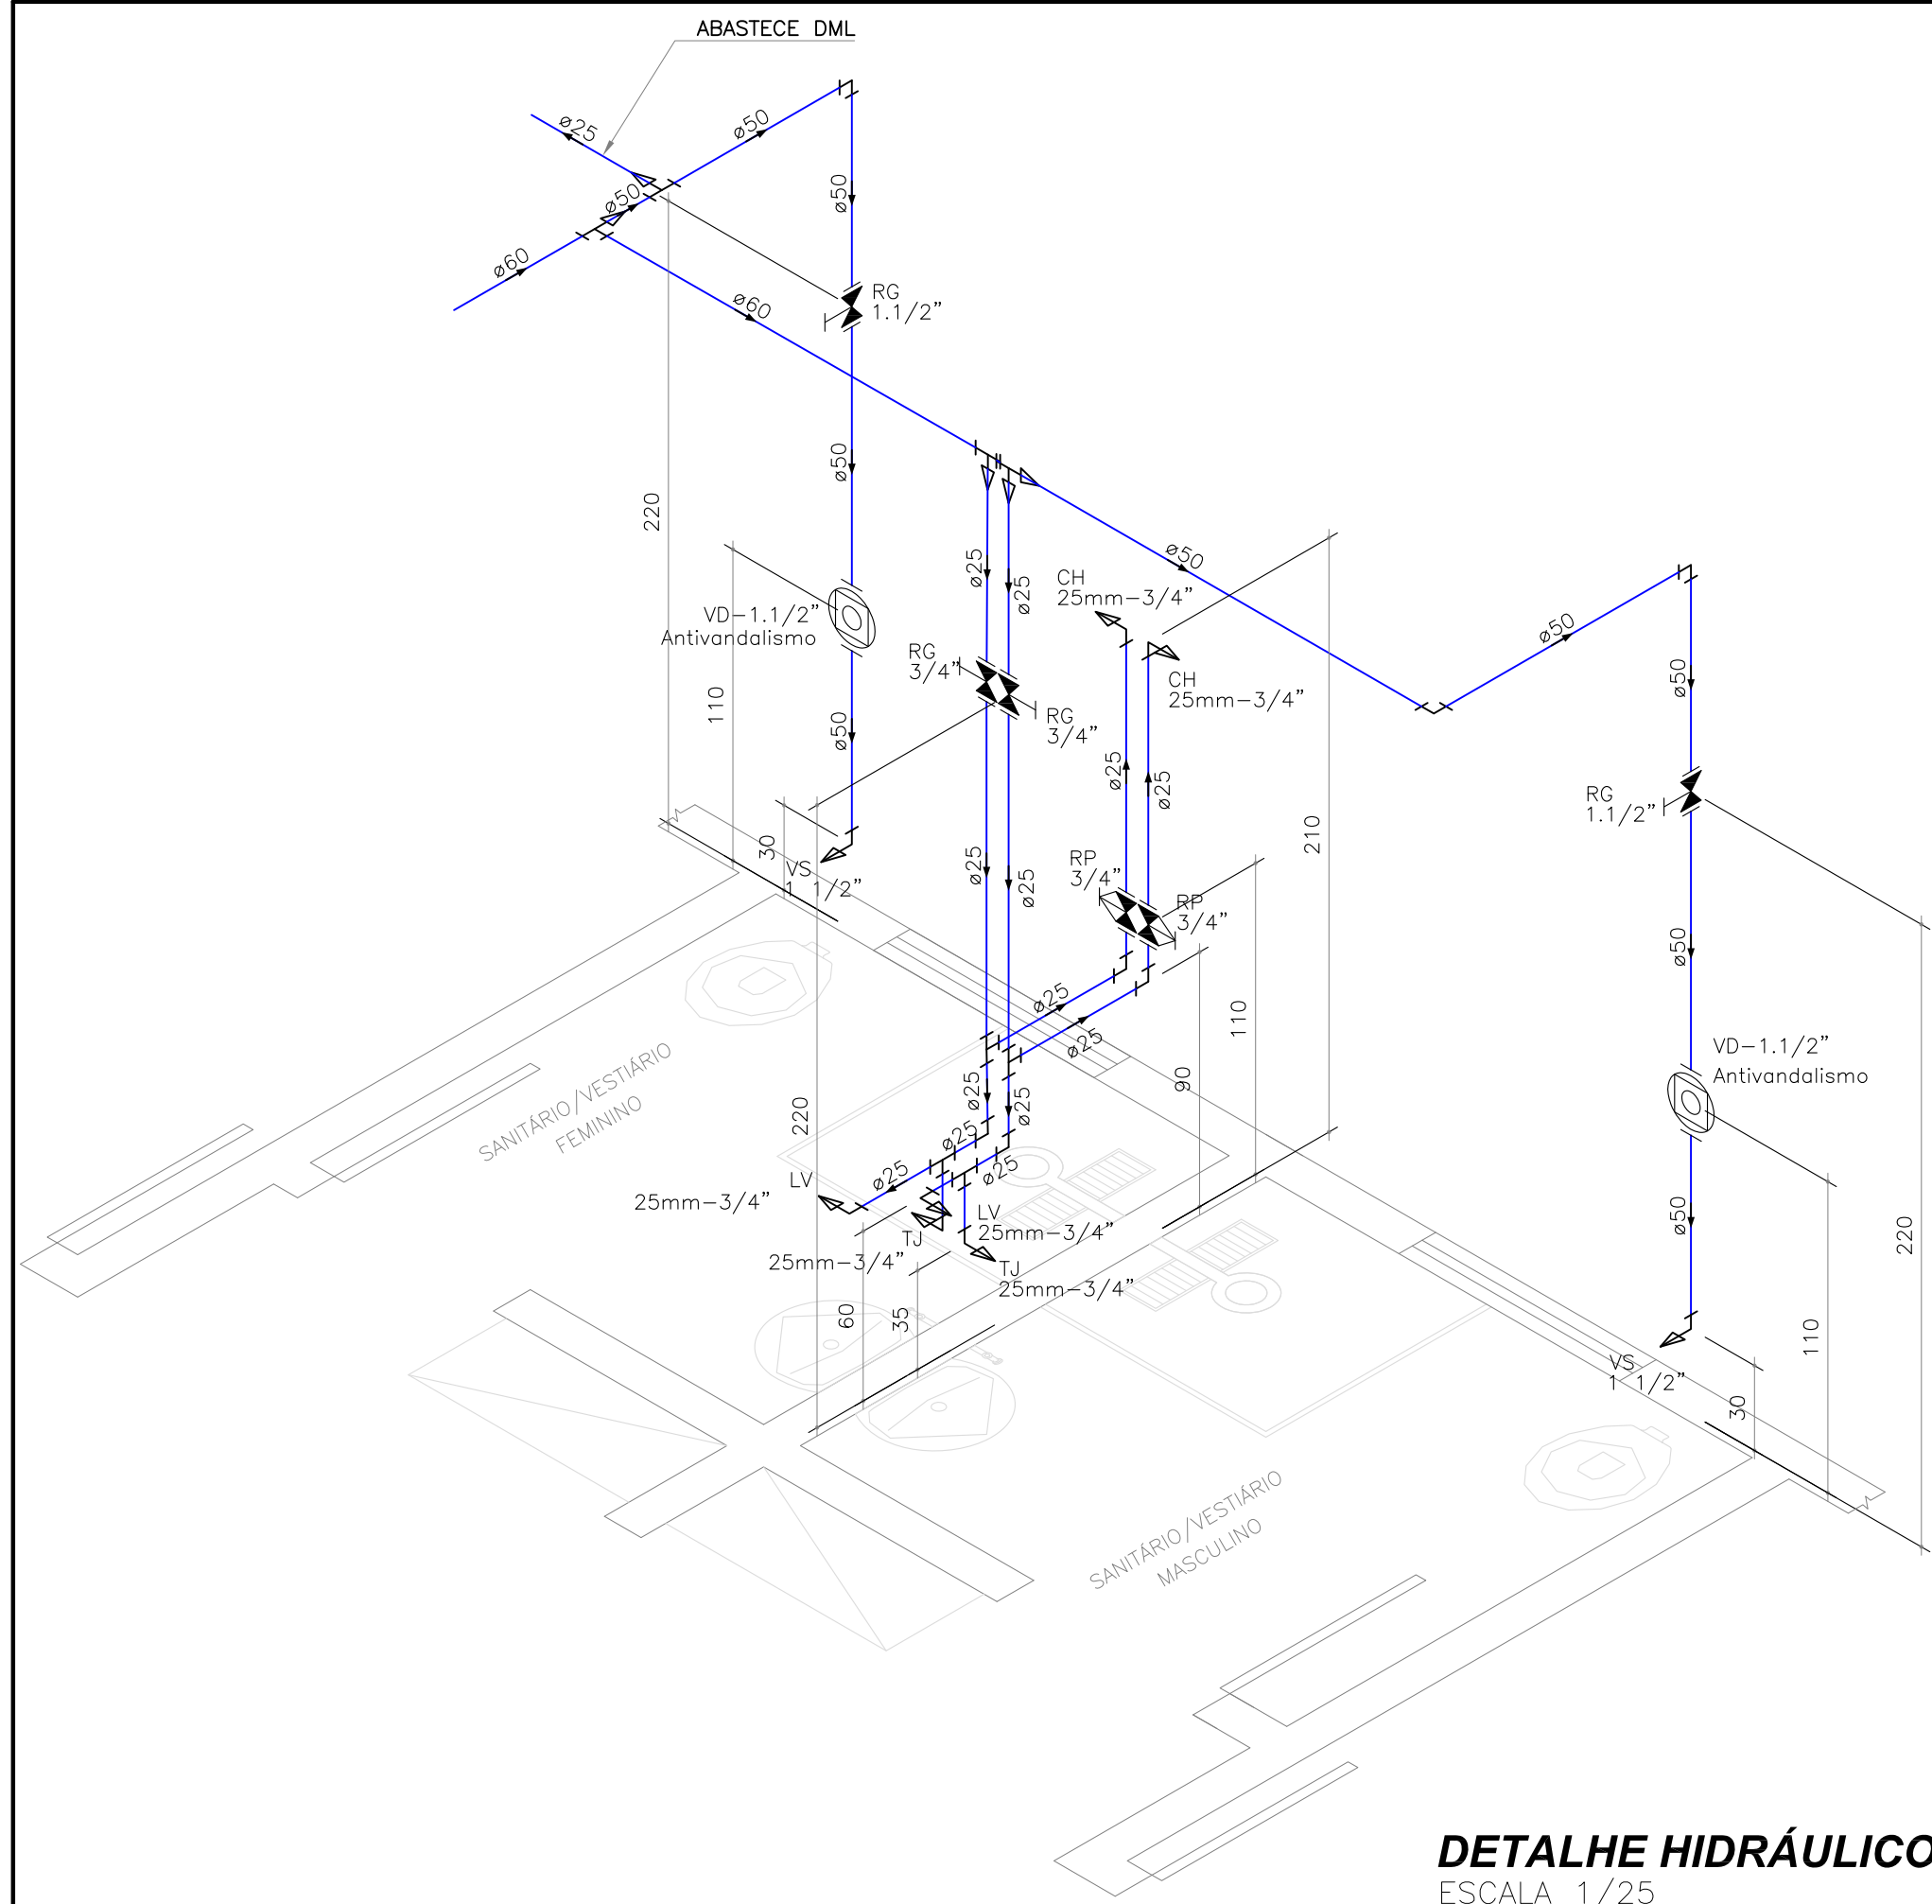 ABASTECE DML
ø25
ø50
ø50
ø50
ø60
ø60
RG
1.1/2”
220
ø50
ø50
ø25
ø25
CH
25mm-3/4”
VD-1.1/2”
Antivandalismo
RG
3/4”
CH
25mm-3/4”
RG
3/4”
110
ø50
ø50
ø50
RG
1.1/2”
ø25
ø25
210
30
VS
1 1/2”
ø25
ø25
RP
3/4”
RP
3/4”
ø50
ø25
ø25
110
90
VD-1.1/2”
Antivandalismo
SANITÁRIO/VESTIÁRIO
FEMININO
220
ø25
ø25
ø25
ø25
ø25
LV
25mm-3/4”
LV
25mm-3/4”
TJ
25mm-3/4”
TJ
25mm-3/4”
60
35
ø50
220
110
VS
1 1/2”
30
SANITÁRIO/VESTIÁRIO
MASCULINO
DETALHE HIDRÁULICO
ESCALA 1/25